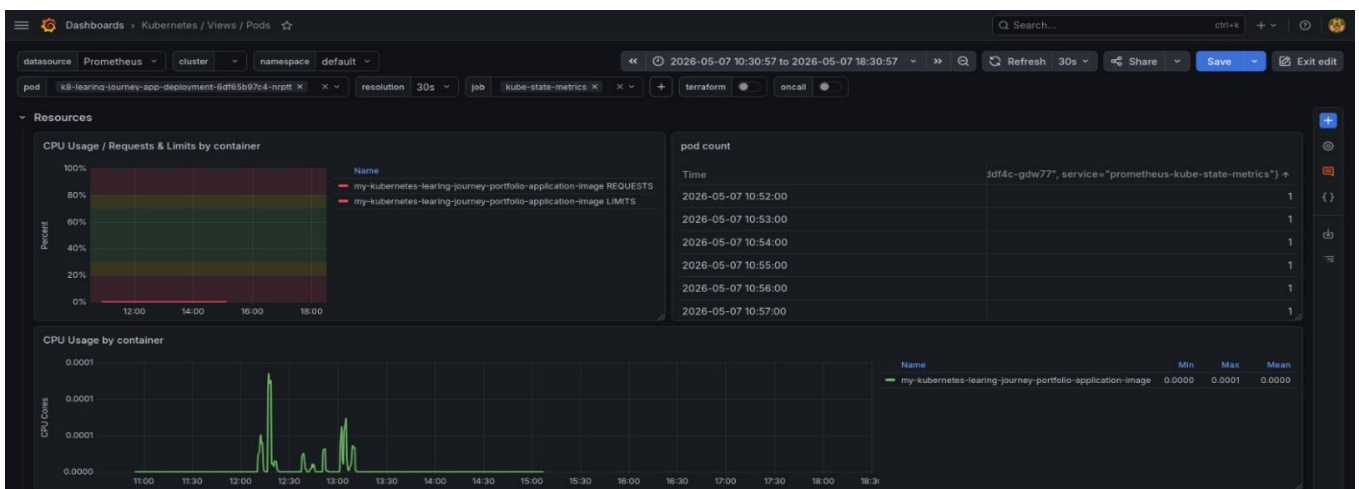 Dashboards › Kubernetes / Views / Pods
Search... ctrl+k
datasource Prometheus cluster namespace default 2026-05-07 10:30:57 to 2026-05-07 18:30:57 Refresh 30s Share Save Exit edit
pod k8-learing-journey-app-deployment-6df65b97c4-nrptt resolution 30s job kube-state-metrics terraform oncall
Resources
CPU Usage / Requests & Limits by container
100%
80%
60%
40%
20%
0%
Percent
12:00 14:00 16:00 18:00
Name
my-kubernetes-learing-journey-portfolio-application-image REQUESTS
my-kubernetes-learing-journey-portfolio-application-image LIMITS
pod count
Time ddf4c-gdw77", service="prometheus-kube-state-metrics"}
2026-05-07 10:52:00 1
2026-05-07 10:53:00 1
2026-05-07 10:54:00 1
2026-05-07 10:55:00 1
2026-05-07 10:56:00 1
2026-05-07 10:57:00 1
CPU Usage by container
0.0001
0.0001
0.0001
0.0000
CPU Cores
11:00 11:30 12:00 12:30 13:00 13:30 14:00 14:30 15:00 15:30 16:00 16:30 17:00 17:30 18:00 18:3
Name Min Max Mean
my-kubernetes-learing-journey-portfolio-application-image 0.0000 0.0001 0.0000